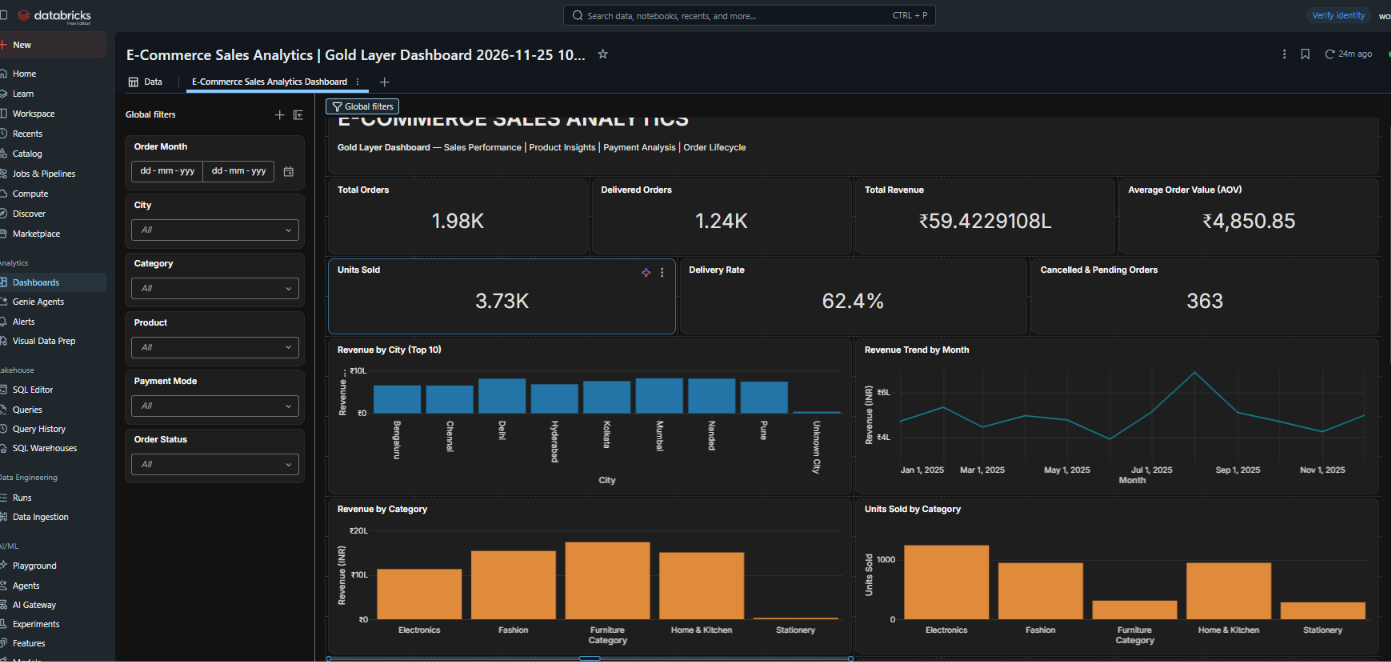 databricks
Free Edition
Search data, notebooks, recents, and more...
CTRL + P
Verify identity
wo
New
Home
Learn
Workspace
Recents
Catalog
Jobs & Pipelines
Compute
Discover
Marketplace
Analytics
Dashboards
Genie Agents
Alerts
Visual Data Prep
Lakehouse
SQL Editor
Queries
Query History
SQL Warehouses
Data Engineering
Runs
Data Ingestion
AI/ML
Playground
Agents
AI Gateway
Experiments
Features
Models
E-Commerce Sales Analytics | Gold Layer Dashboard 2026-11-25 10...
24m ago
Data
E-Commerce Sales Analytics Dashboard
Global filters
Order Month
dd - mm - yyy
dd - mm - yyy
City
All
Category
All
Product
All
Payment Mode
All
Order Status
All
Global filters
E-COMMERCE SALES ANALYTICS
Gold Layer Dashboard — Sales Performance | Product Insights | Payment Analysis | Order Lifecycle
Total Orders
1.98K
Delivered Orders
1.24K
Total Revenue
₹59.4229108L
Average Order Value (AOV)
₹4,850.85
Units Sold
3.73K
Delivery Rate
62.4%
Cancelled & Pending Orders
363
Revenue by City (Top 10)
Revenue ...
₹10L
₹0
Bengaluru
Chennai
Delhi
Hyderabad
Kolkata
Mumbai
Nanded
Pune
Unknown City
City
Revenue Trend by Month
Revenue (INR)
₹6L
₹4L
Jan 1, 2025
Mar 1, 2025
May 1, 2025
Jul 1, 2025
Sep 1, 2025
Nov 1, 2025
Month
Revenue by Category
Revenue (INR)
₹20L
₹10L
₹0
Electronics
Fashion
Furniture
Home & Kitchen
Stationery
Category
Units Sold by Category
Units Sold
1000
0
Electronics
Fashion
Furniture
Home & Kitchen
Stationery
Category